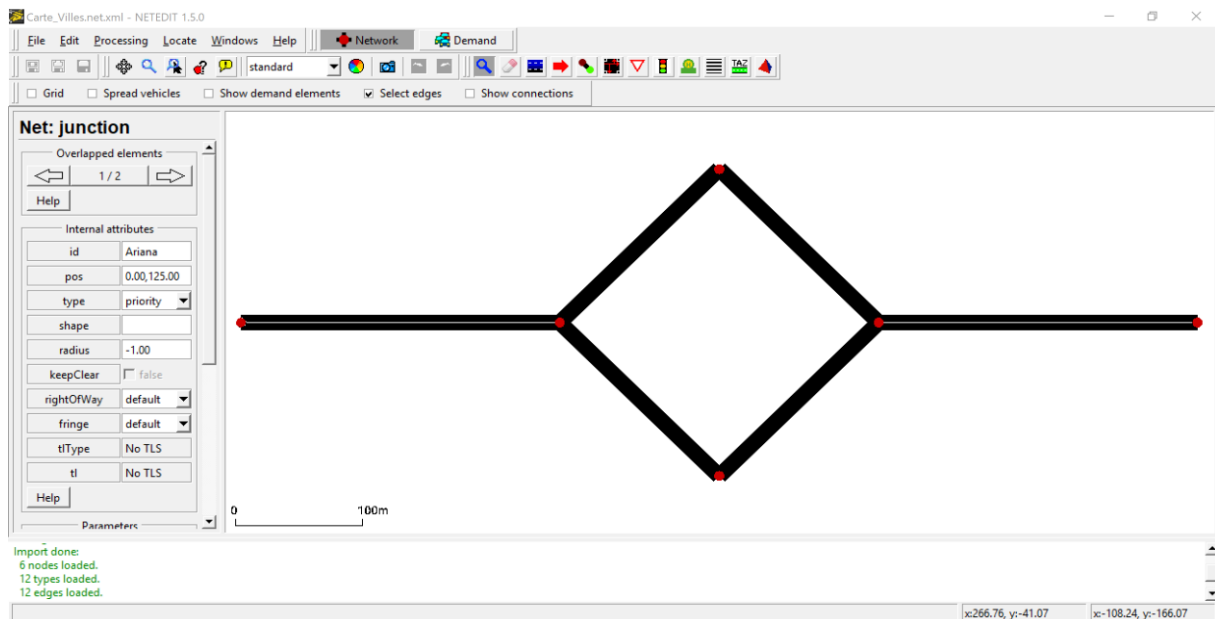 Carte_Villes.net.xml - NETEDIT 1.5.0
File Edit Processing Locate Windows Help Network Demand
standard TAZ
Grid Spread vehicles Show demand elements Select edges Show connections
Net: junction
Overlapped elements
1 / 2
Help
Internal attributes
id Ariana
pos 0.00,125.00
type priority
shape
radius -1.00
keepClear false
rightOfWay default
fringe default
tlType No TLS
tl No TLS
Help
Parameters
0 100m
Import done:
6 nodes loaded.
12 types loaded.
12 edges loaded.
x:266.76, y:-41.07 x:-108.24, y:-166.07